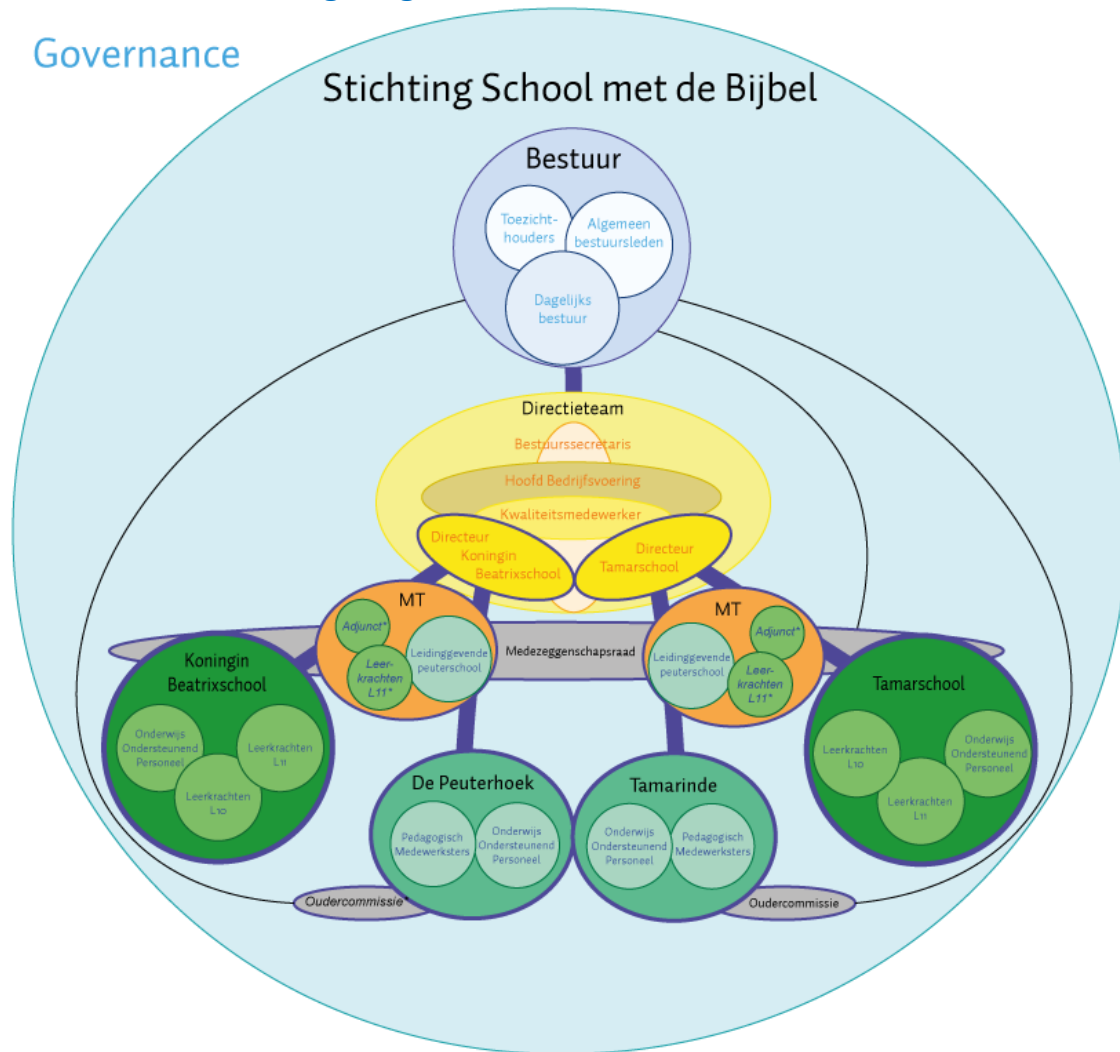 Governance
Stichting School met de Bijbel
Bestuur
Toezicht-
houders
Algemeen
bestuursleden
Dagelijks
bestuur
Directieteam
Bestuurssecretaris
Hoofd Bedrijfsvoering
Kwaliteitsmedewerker
Directeur
Koningin
Beatrixschool
Directeur
Tamarschool
MT
Adjunct*
Leer-
krachten
L11*
Leidinggevende
peuterschool
Medezeggenschapsraad
MT
Leidinggevende
peuterschool
Adjunct*
Leer-
krachten
L11*
Koningin
Beatrixschool
Onderwijs
Ondersteunend
Personeel
Leerkrachten
L11
Leerkrachten
L10
Tamarschool
Leerkrachten
L10
Onderwijs
Ondersteunend
Personeel
Leerkrachten
L11
De Peuterhoek
Pedagogisch
Medewerksters
Onderwijs
Ondersteunend
Personeel
Tamarinde
Onderwijs
Ondersteunend
Personeel
Pedagogisch
Medewerksters
Oudercommissie*
Oudercommissie